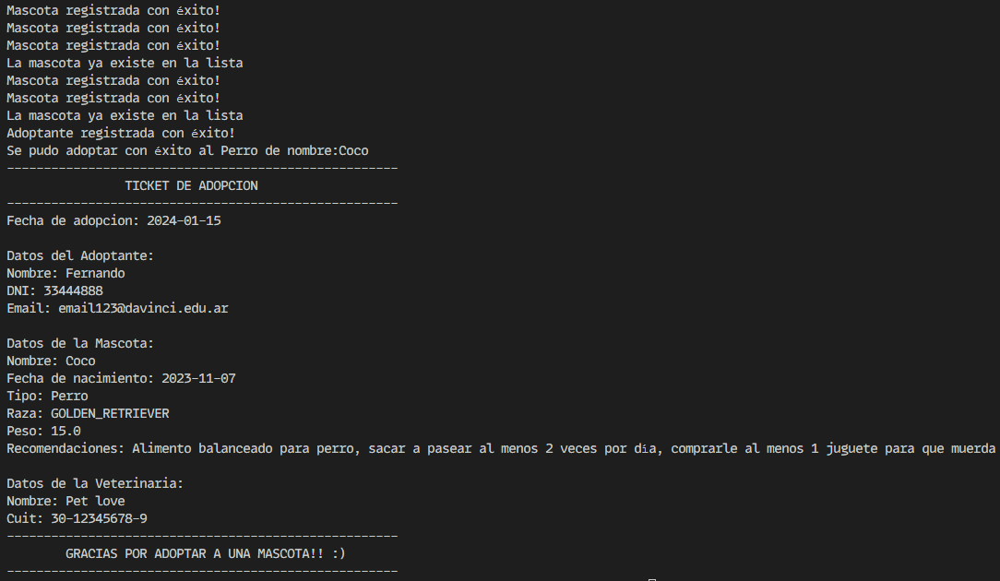 Mascota registrada con éxito!
Mascota registrada con éxito!
Mascota registrada con éxito!
La mascota ya existe en la lista
Mascota registrada con éxito!
Mascota registrada con éxito!
La mascota ya existe en la lista
Adoptante registrada con éxito!
Se pudo adoptar con éxito al Perro de nombre:Coco
-----------------------------------------------------
TICKET DE ADOPCION
-----------------------------------------------------
Fecha de adopcion: 2024-01-15
Datos del Adoptante:
Nombre: Fernando
DNI: 33444888
Email: email123@davinci.edu.ar
Datos de la Mascota:
Nombre: Coco
Fecha de nacimiento: 2023-11-07
Tipo: Perro
Raza: GOLDEN_RETRIEVER
Peso: 15.0
Recomendaciones: Alimento balanceado para perro, sacar a pasear al menos 2 veces por día, comprarle al menos 1 juguete para que muerda
Datos de la Veterinaria:
Nombre: Pet love
Cuit: 30-12345678-9
-----------------------------------------------------
GRACIAS POR ADOPTAR A UNA MASCOTA!! :)
-----------------------------------------------------